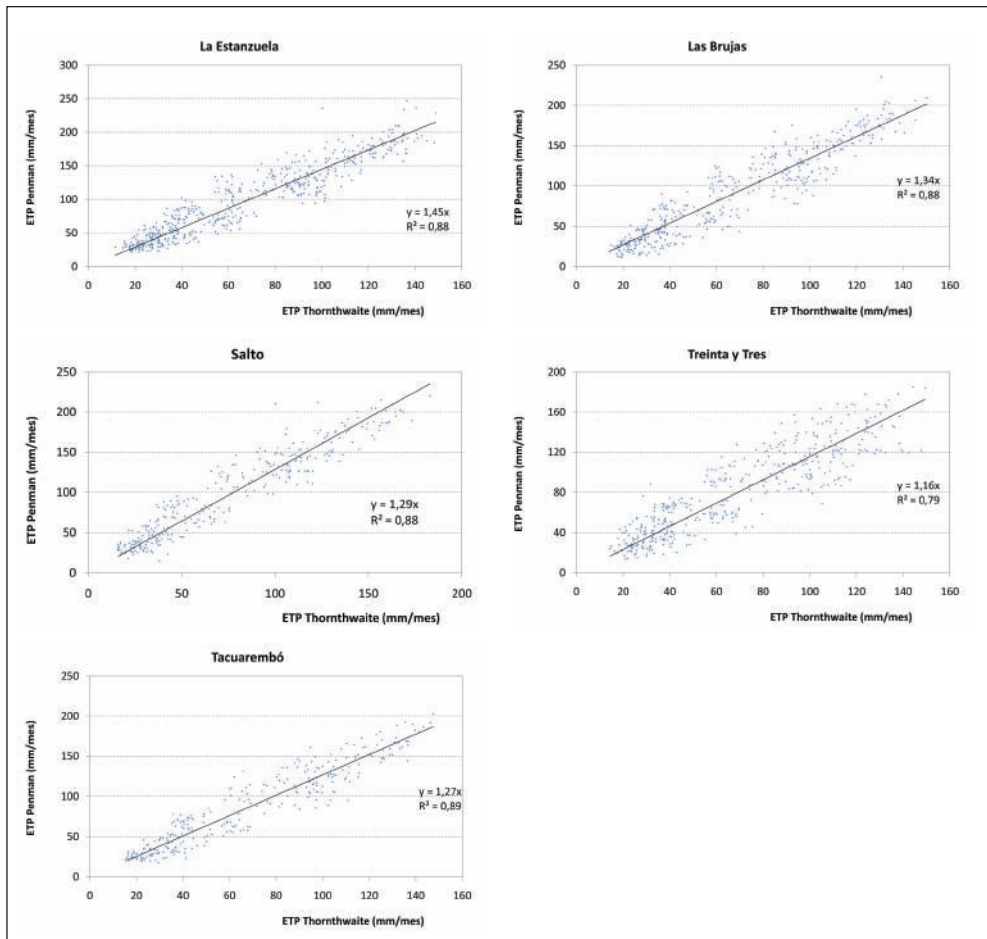 La Estanzuela
300
250
200
150
100
50
0
0 20 40 60 80 100 120 140 160
ETP Penman (mm/mes)
ETP Thornthwaite (mm/mes)
y = 1,45x
R² = 0,88
Las Brujas
250
200
150
100
50
0
0 20 40 60 80 100 120 140 160
ETP Penman (mm/mes)
ETP Thornthwaite (mm/mes)
y = 1,34x
R² = 0,88
Salto
250
200
150
100
50
0
0 50 100 150 200
ETP Penman (mm/mes)
ETP Thornthwaite (mm/mes)
y = 1,29x
R² = 0,88
Treinta y Tres
200
160
120
80
40
0
0 20 40 60 80 100 120 140 160
ETP Penman (mm/mes)
ETP Thornthwaite (mm/mes)
y = 1,16x
R² = 0,79
Tacuarembó
250
200
150
100
50
0
0 20 40 60 80 100 120 140 160
ETP Penman (mm/mes)
ETP Thornthwaite (mm/mes)
y = 1,27x
R² = 0,89